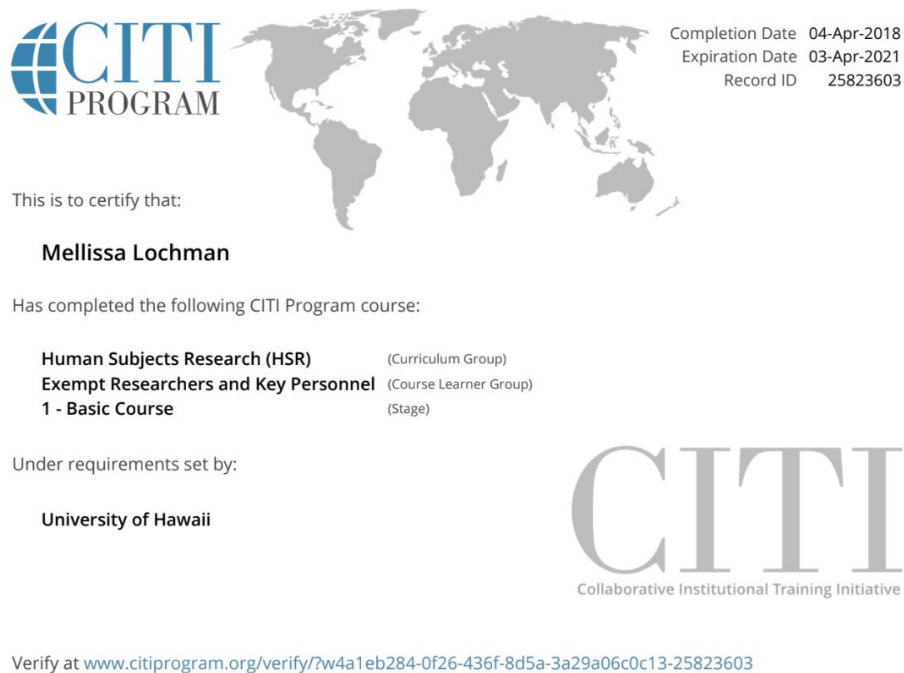 CITI
PROGRAM
Completion Date 04-Apr-2018
Expiration Date 03-Apr-2021
Record ID 25823603
This is to certify that:
Mellissa Lochman
Has completed the following CITI Program course:
Human Subjects Research (HSR) (Curriculum Group)
Exempt Researchers and Key Personnel (Course Learner Group)
1 - Basic Course (Stage)
Under requirements set by:
University of Hawaii
CITI
Collaborative Institutional Training Initiative
Verify at www.citiprogram.org/verify/?w4a1eb284-0f26-436f-8d5a-3a29a06c0c13-25823603